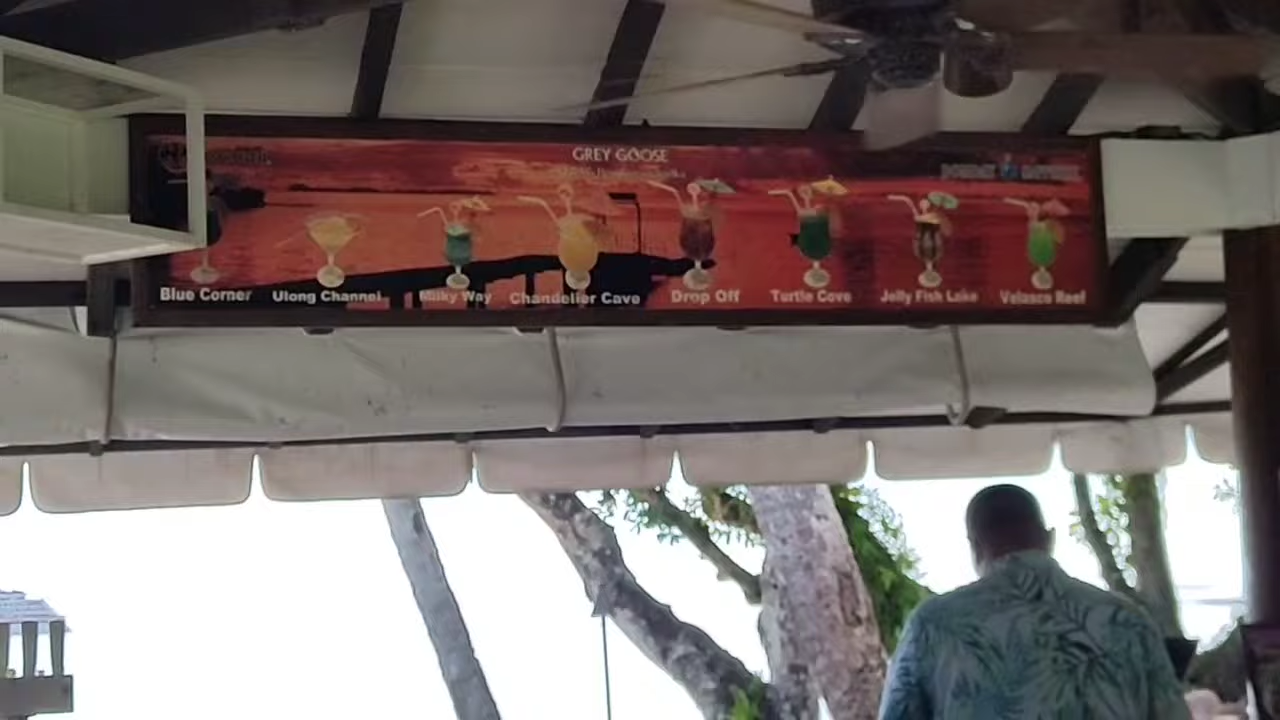 GREY GOOSE
Blue Corner
Ulong Channel
Milky Way
Chandelier Cave
Drop Off
Turtle Cove
Jelly Fish Lake
Velasco Reef